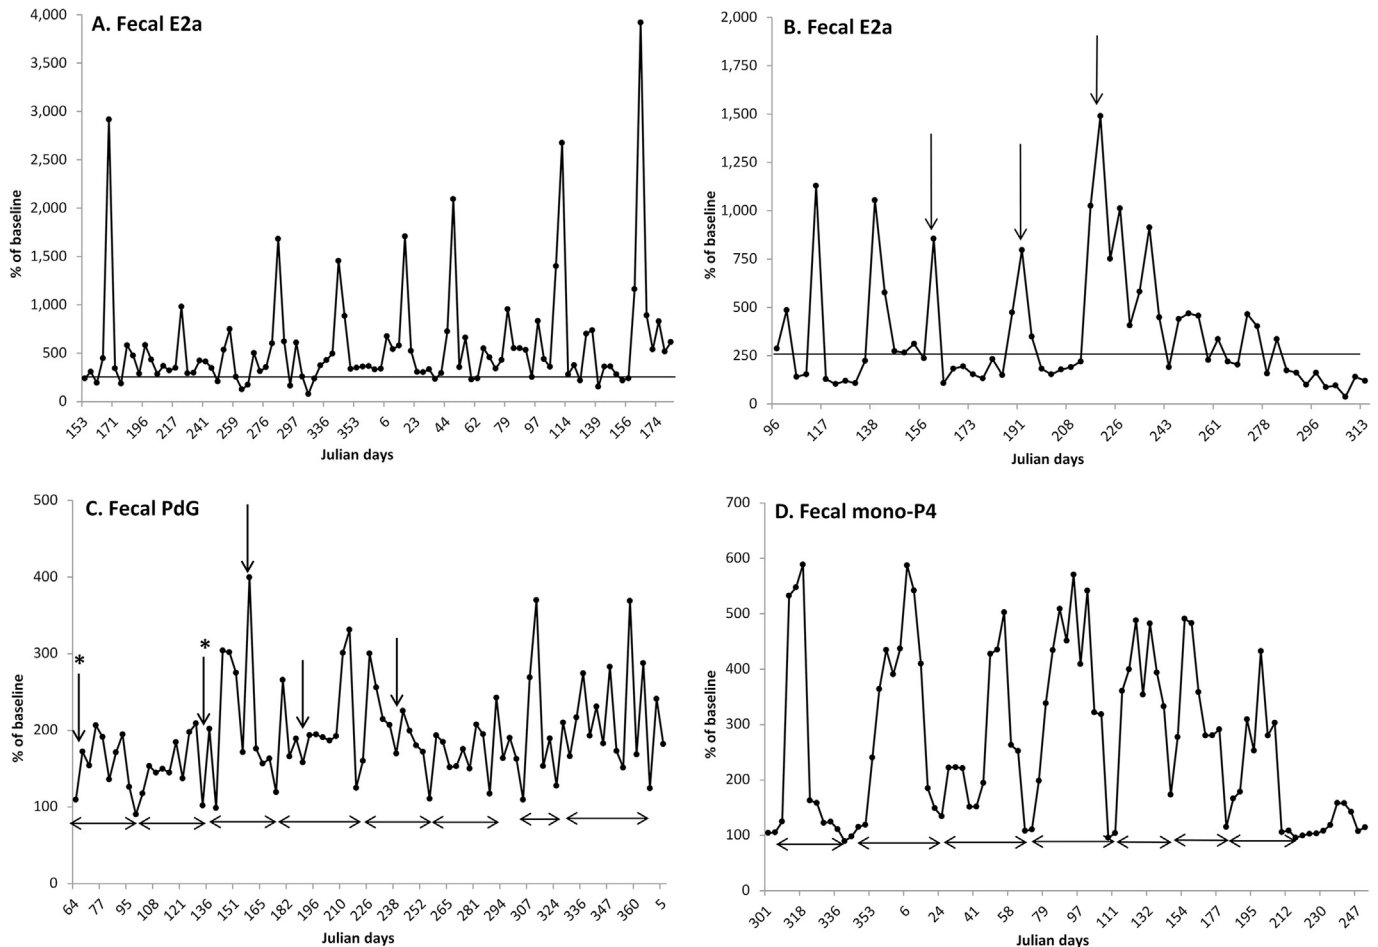 A. Fecal E2a
% of baseline
4,000
3,500
3,000
2,500
2,000
1,500
1,000
500
0
153 171 196 217 241 259 276 297 336 353 6 23 44 79 97 114 139 156 174
Julian days
B. Fecal E2a
% of baseline
2,000
1,750
1,500
1,250
1,000
750
500
250
0
96 117 138 156 173 191 208 226 243 261 278 296 313
Julian days
C. Fecal PdG
% of baseline
500
400
300
200
100
0
* *
64 77 95 108 121 136 151 165 182 196 210 226 238 252 265 281 294 307 324 336 347 360 5
Julian days
D. Fecal mono-P4
% of baseline
700
600
500
400
300
200
100
0
301 318 336 353 6 24 41 58 79 97 111 132 154 177 195 212 230 247
Julian days